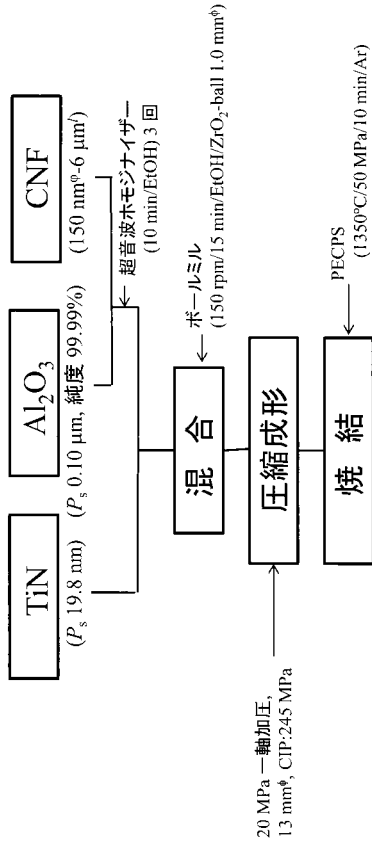 TiN
(Ps 19.8 nm)
Al2O3
(Ps 0.10 μm, 純度 99.99%)
CNF
(150 nmφ-6 μml)
超音波ホモジナイザー
(10 min/EtOH) 3 回
混 合
ボールミル
(150 rpm/15 min/EtOH/ZrO2-ball 1.0 mmφ)
20 MPa 一軸加圧,
13 mmφ, CIP:245 MPa
圧縮成形
焼 結
PECPS
(1350°C/50 MPa/10 min/Ar)